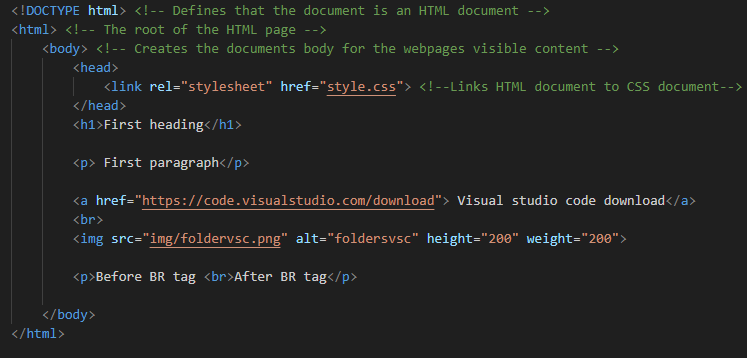 <!DOCTYPE html> <!-- Defines that the document is an HTML document -->
<html> <!-- The root of the HTML page -->
<body> <!-- Creates the documents body for the webpages visible content -->
<head>
<link rel="stylesheet" href="style.css"> <!--Links HTML document to CSS document-->
</head>
<h1>First heading</h1>
<p> First paragraph</p>
<a href="https://code.visualstudio.com/download"> Visual studio code download</a>
<br>
<img src="img/foldervsc.png" alt="foldersvsc" height="200" weight="200">
<p>Before BR tag <br>After BR tag</p>
</body>
</html>